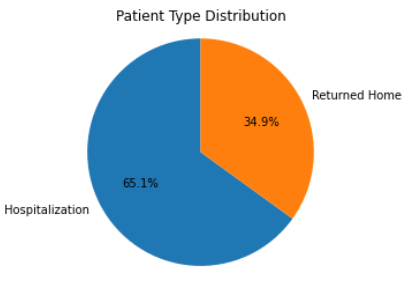 Patient Type Distribution
Returned Home
34.9%
65.1%
Hospitalization